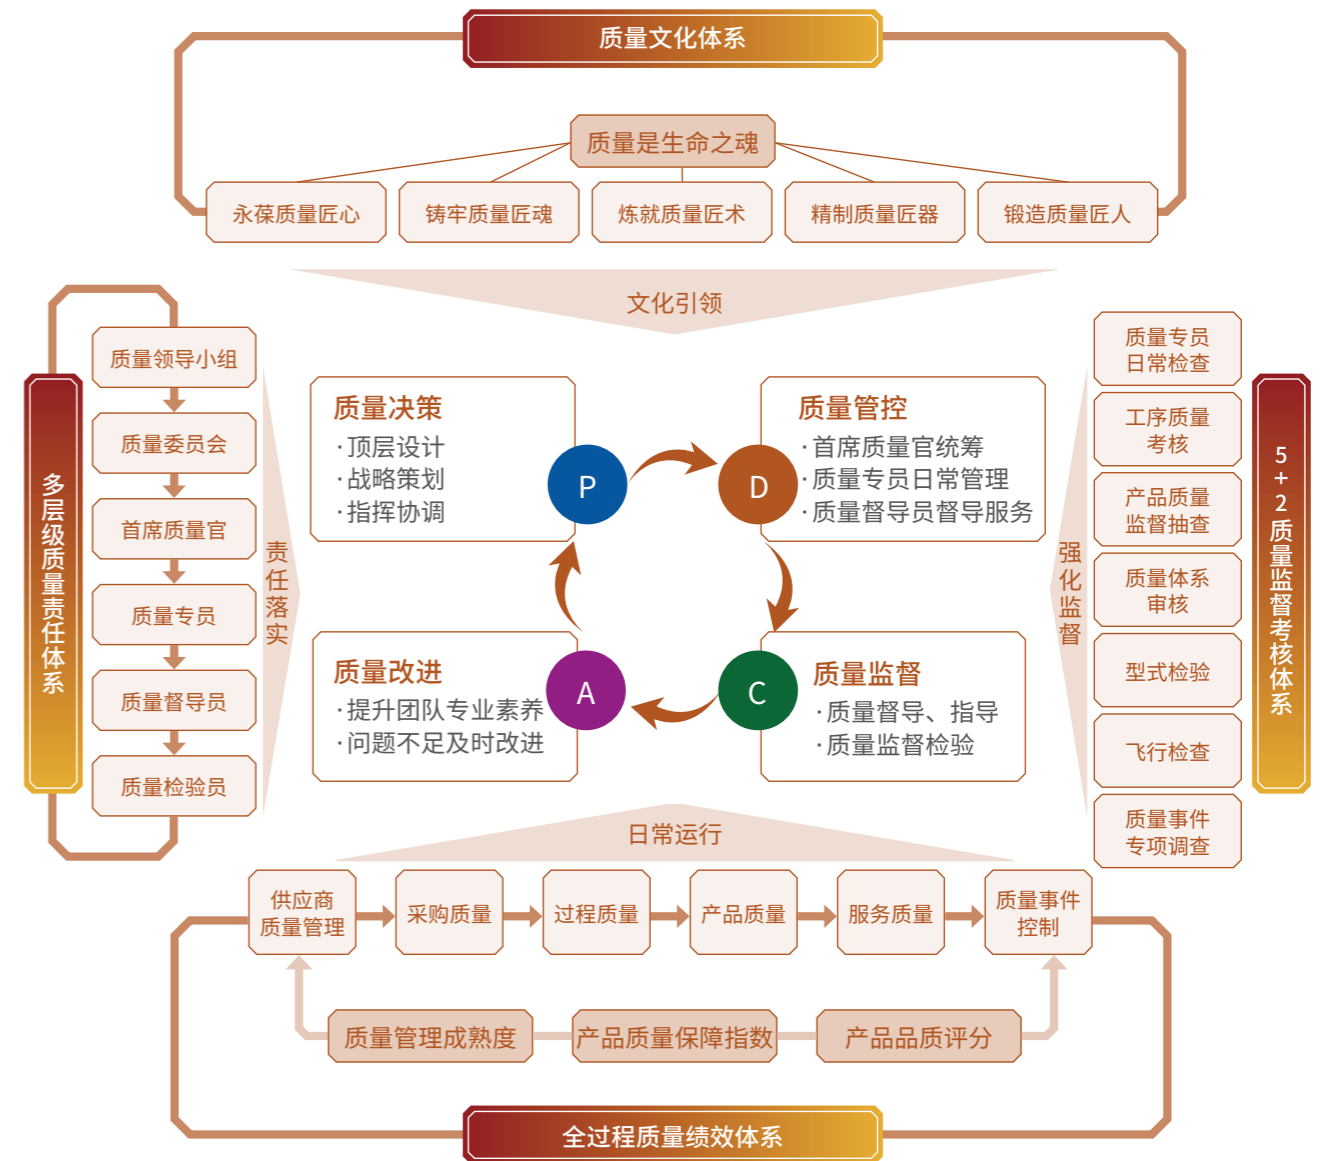 质量文化体系
质量是生命之魂
永葆质量匠心
铸牢质量匠魂
炼就质量匠术
精制质量匠器
锻造质量匠人
文化引领
多层级质量责任体系
质量领导小组
质量委员会
首席质量官
质量专员
质量督导员
质量检验员
责任落实
质量决策
·顶层设计
·战略策划
·指挥协调
P
质量管控
·首席质量官统筹
·质量专员日常管理
·质量督导员督导服务
D
质量改进
·提升团队专业素养
·问题不足及时改进
A
质量监督
·质量督导、指导
·质量监督检验
C
强化监督
质量专员
日常检查
工序质量
考核
产品质量
监督抽查
质量体系
审核
型式检验
飞行检查
质量事件
专项调查
5+2质量监督考核体系
日常运行
供应商
质量管理
采购质量
过程质量
产品质量
服务质量
质量事件
控制
质量管理成熟度
产品质量保障指数
产品品质评分
全过程质量绩效体系